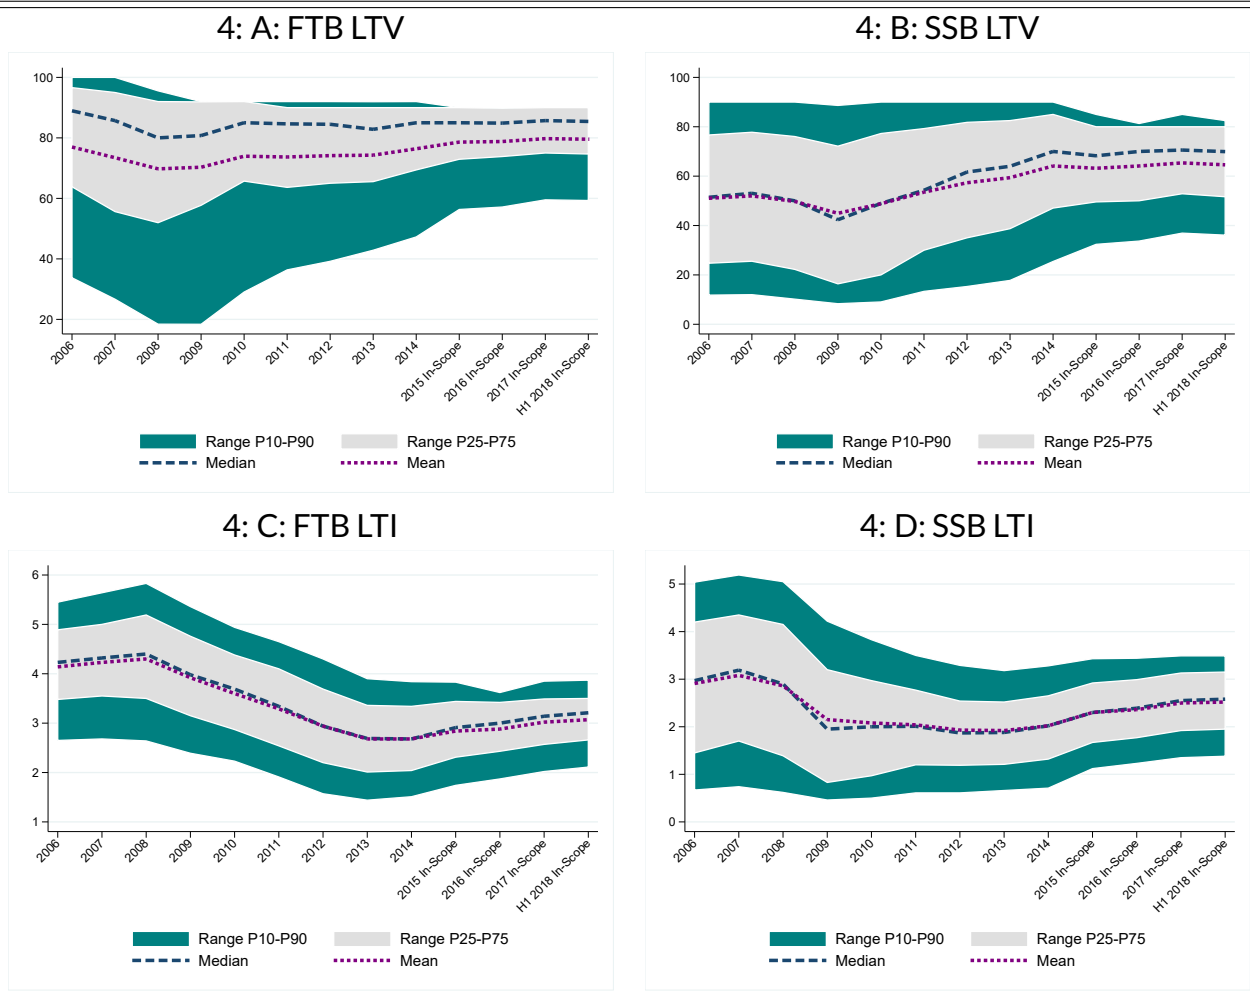 4: A: FTB LTV
100
80
60
40
20
2006
2007
2008
2009
2010
2011
2012
2013
2014
2015 In-Scope
2016 In-Scope
2017 In-Scope
H1 2018 In-Scope
Range P10-P90 Range P25-P75
Median Mean
4: B: SSB LTV
100
80
60
40
20
0
2006
2007
2008
2009
2010
2011
2012
2013
2014
2015 In-Scope
2016 In-Scope
2017 In-Scope
H1 2018 In-Scope
Range P10-P90 Range P25-P75
Median Mean
4: C: FTB LTI
6
5
4
3
2
1
2006
2007
2008
2009
2010
2011
2012
2013
2014
2015 In-Scope
2016 In-Scope
2017 In-Scope
H1 2018 In-Scope
Range P10-P90 Range P25-P75
Median Mean
4: D: SSB LTI
5
4
3
2
1
0
2006
2007
2008
2009
2010
2011
2012
2013
2014
2015 In-Scope
2016 In-Scope
2017 In-Scope
H1 2018 In-Scope
Range P10-P90 Range P25-P75
Median Mean